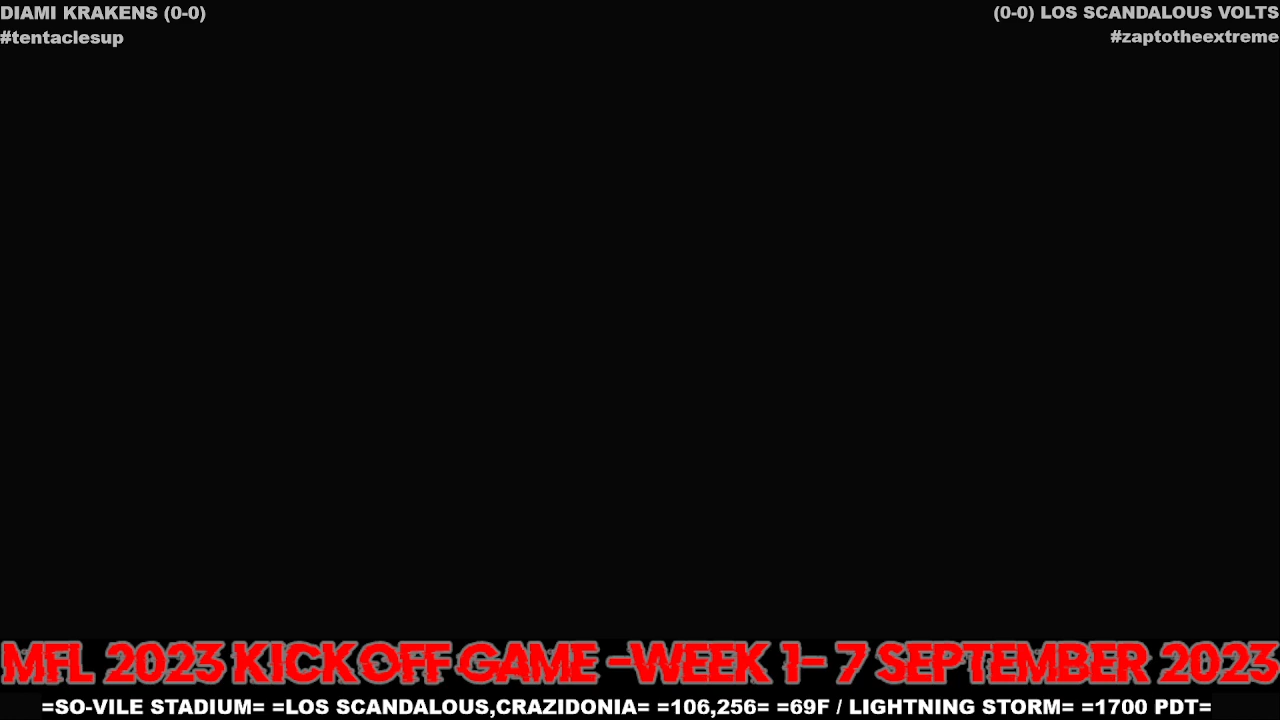 DIAMI KRAKENS (0-0)
(0-0) LOS SCANDALOUS VOLTS
#tentaclesup
#zaptotheextreme
MFL 2023 KICKOFF GAME -WEEK 1- 7 SEPTEMBER 2023
=SO-VILE STADIUM= =LOS SCANDALOUS,CRAZIDONIA= =106,256= =69F / LIGHTNING STORM= =1700 PDT=